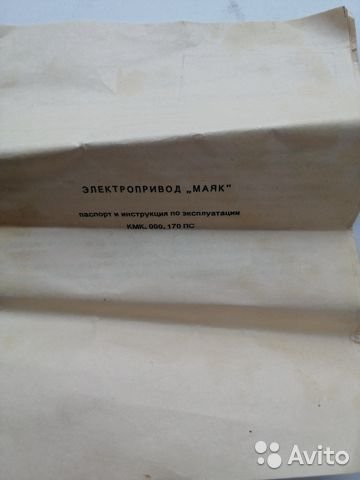 ЭЛЕКТРОПРИВОД „МАЯК"
паспорт и инструкция по эксплуатации
КМК. 000. 170 ПС
Avito